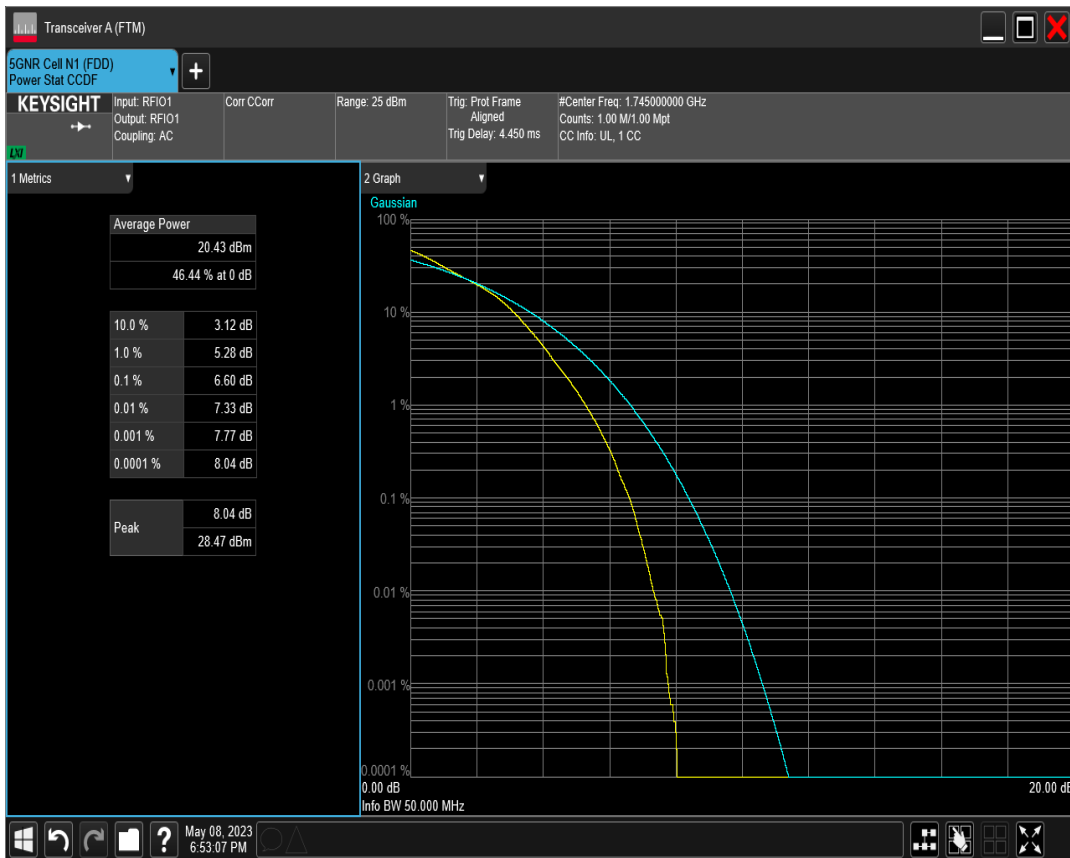 Transceiver A (FTM)
5GNR Cell N1 (FDD)
Power Stat CCDF
+
KEYSIGHT
LXI
Input: RFIO1
Output: RFIO1
Coupling: AC
Corr CCorr
Range: 25 dBm
Trig: Prot Frame
Aligned
Trig Delay: 4.450 ms
#Center Freq: 1.745000000 GHz
Counts: 1.00 M/1.00 Mpt
CC Info: UL, 1 CC
1 Metrics
Average Power
20.43 dBm
46.44 % at 0 dB
10.0 % 3.12 dB
1.0 % 5.28 dB
0.1 % 6.60 dB
0.01 % 7.33 dB
0.001 % 7.77 dB
0.0001 % 8.04 dB
Peak
8.04 dB
28.47 dBm
2 Graph
Gaussian
100 %
10 %
1 %
0.1 %
0.01 %
0.001 %
0.0001 %
0.00 dB 20.00 dB
Info BW 50.000 MHz
?
May 08, 2023
6:53:07 PM